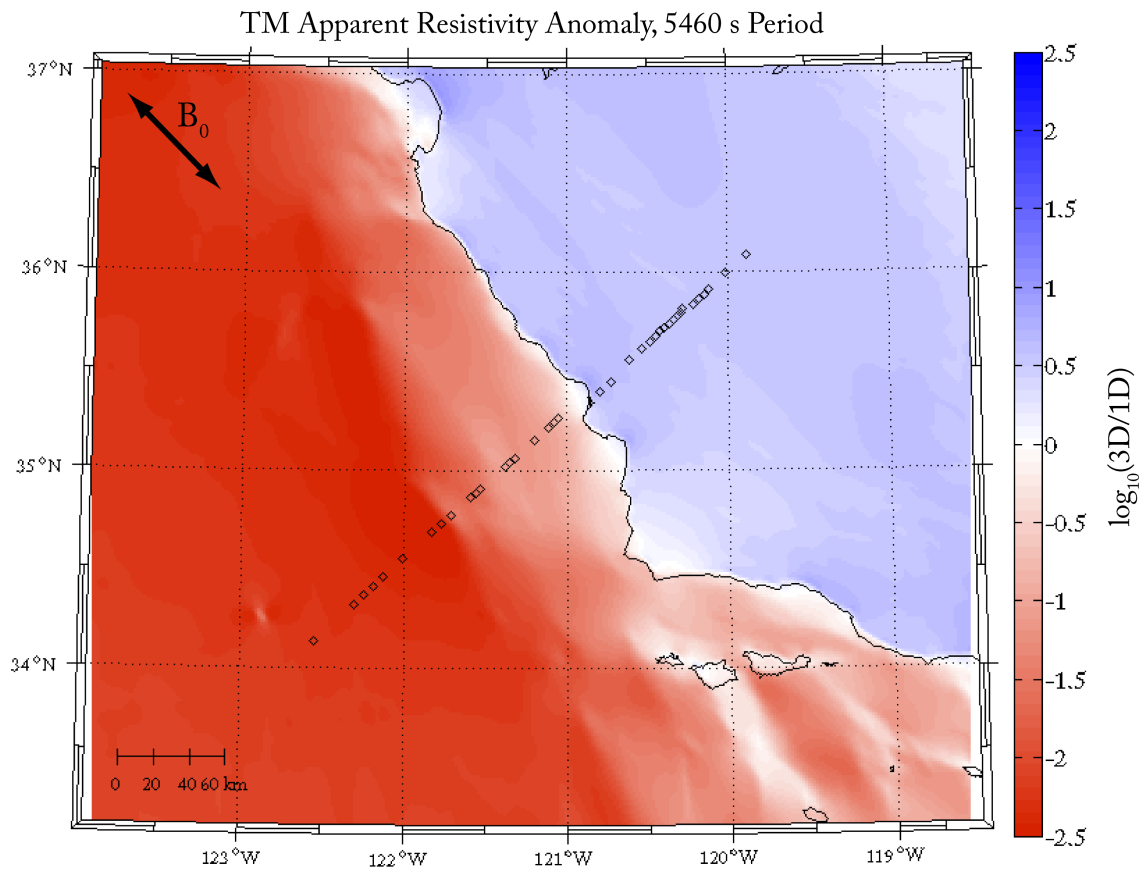 TM Apparent Resistivity Anomaly, 5460 s Period
37°N
36°N
35°N
34°N
B₀
0 20 40 60 km
123°W 122°W 121°W 120°W 119°W
2.5
2
1.5
1
0.5
0
-0.5
-1
-1.5
-2
-2.5
log₁₀(3D/1D)